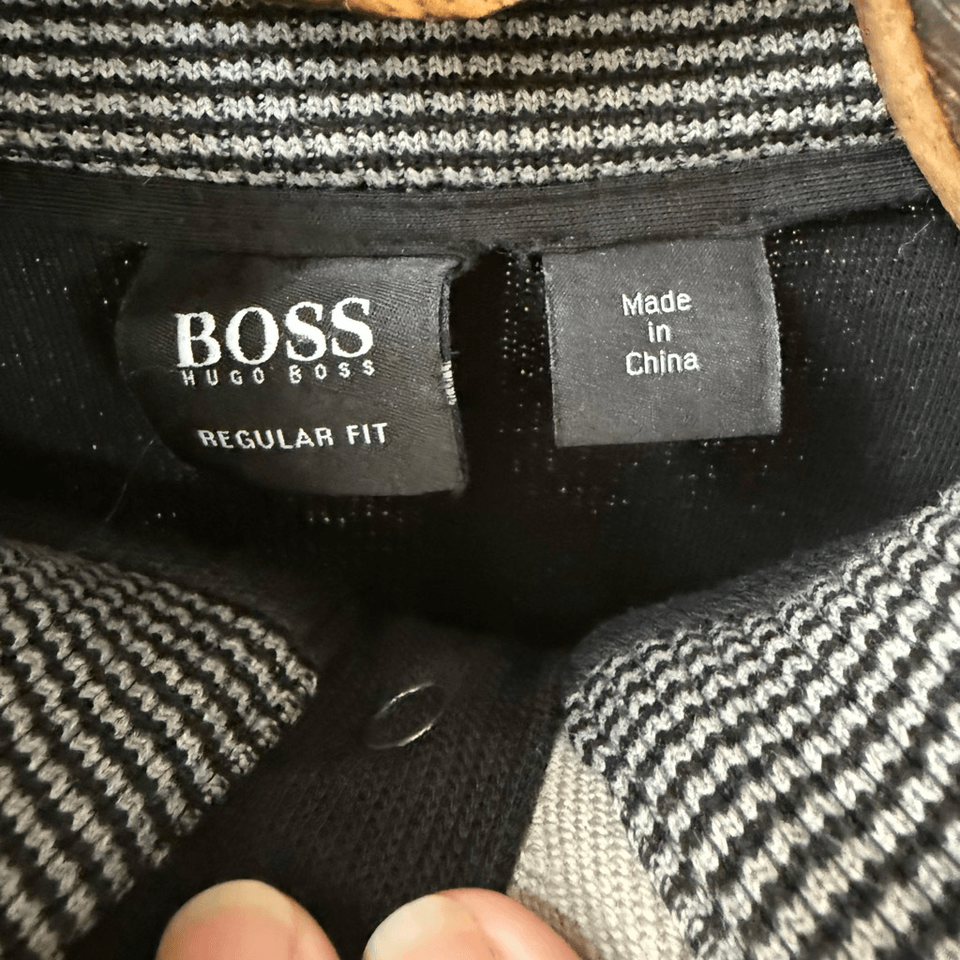 BOSS
HUGO BOSS
REGULAR FIT
Made
in
China